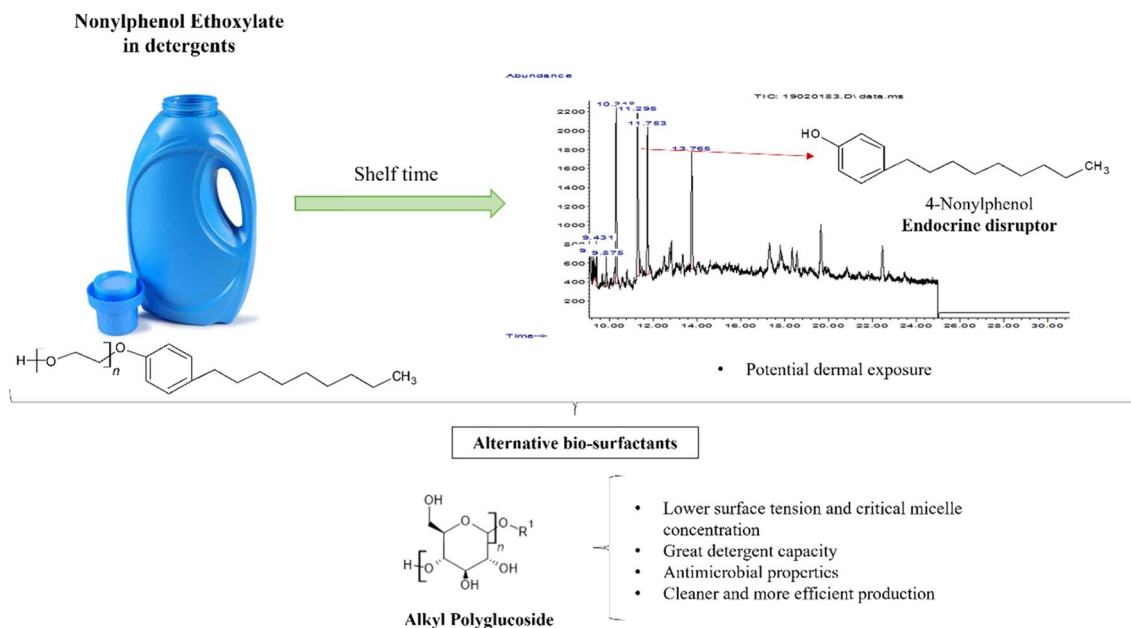 Nonylphenol Ethoxylate
in detergents
Shelf time
Abundance
TIC: 19020183.D\data.ms
11.295
11.753
13.766
2200
2000
1800
1600
1400
1200
1000
9.431
9.875
600
400
200
10.00 12.00 14.00 16.00 18.00 20.00 22.00 24.00 26.00 28.00 30.00
Time-->
HO
CH3
4-Nonylphenol
Endocrine disruptor
H O O n CH3
• Potential dermal exposure
Alternative bio-surfactants
OH
O O R1
n
H O OH
OH
Alkyl Polyglucoside
• Lower surface tension and critical micelle
concentration
• Great detergent capacity
• Antimicrobial properties
• Cleaner and more efficient production